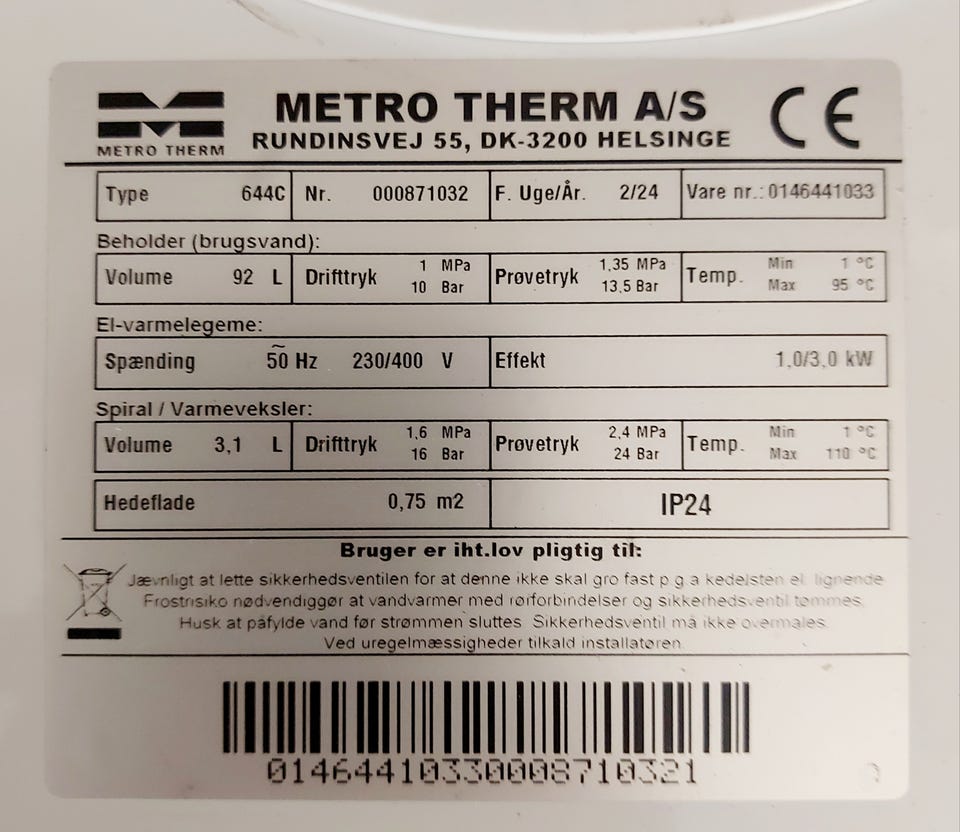 METRO THERM
METRO THERM A/S
RUNDINSVEJ 55, DK-3200 HELSINGE
CE
Type 644C Nr. 000871032 F. Uge/År. 2/24 Vare nr.: 0146441033
Beholder (brugsvand):
Volume 92 L Drifttryk 1 MPa 10 Bar Prøvetryk 1,35 MPa 13,5 Bar Temp. Min 1 °C Max 95 °C
El-varmelegeme:
Spænding ~ 50 Hz 230/400 V Effekt 1,0/3,0 kW
Spiral / Varmeveksler:
Volume 3,1 L Drifttryk 1,6 MPa 16 Bar Prøvetryk 2,4 MPa 24 Bar Temp. Min 1 °C Max 110 °C
Hedeflade 0,75 m2 IP24
Bruger er iht.lov pligtig til:
Jævnligt at lette sikkerhedsventilen for at denne ikke skal gro fast p.g.a kedelsten el. lignende
Frostrisiko nødvendiggør at vandvarmer med rørforbindelser og sikkerhedsventil tømmes.
Husk at påfylde vand før strømmen sluttes. Sikkerhedsventil må ikke overmales.
Ved uregelmæssigheder tilkald installatøren.
01464410330008710321